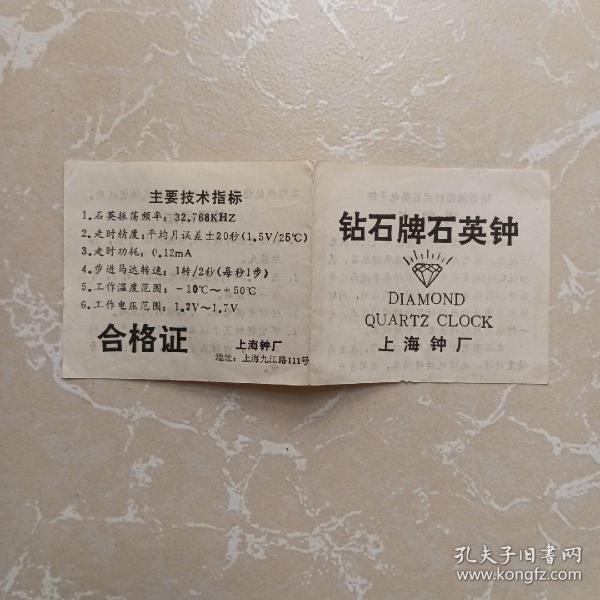 主要技术指标
1.石英振荡频率：32.768KHZ
2.走时精度：平均月误差±20秒(1.5V/25℃)
3.走时功耗：0.12mA
4.步进马达转速：1转/2秒(每秒1步)
5.工作温度范围：-10℃～+50℃
6.工作电压范围：1.2V～1.7V
合格证
上海钟厂
地址：上海九江路111号
钻石牌石英钟
DIAMOND
QUARTZ CLOCK
上海钟厂
孔夫子旧书网
www.kongfz.com